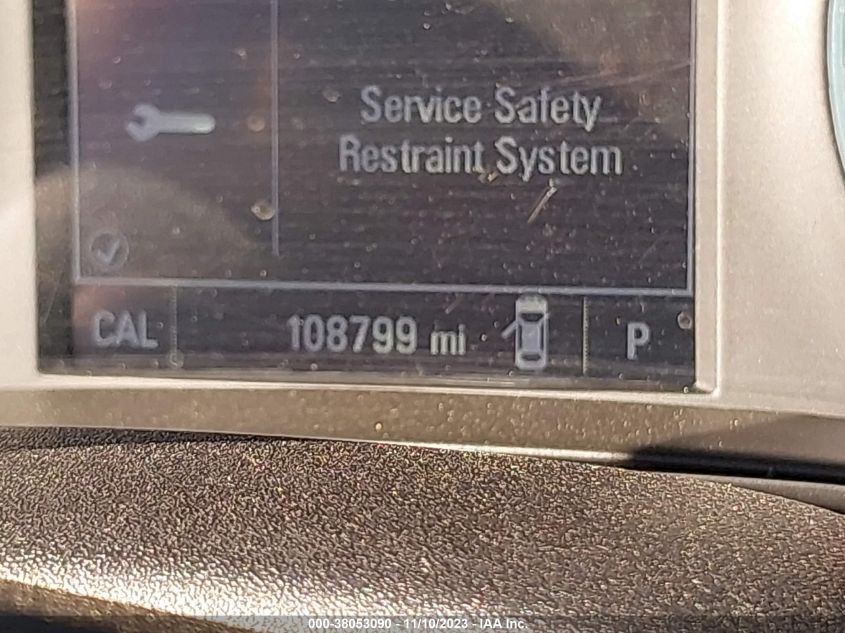 Service Safety
Restraint System
CAL 108799 mi P
000-38053090 - 11/10/2023 - IAA Inc.